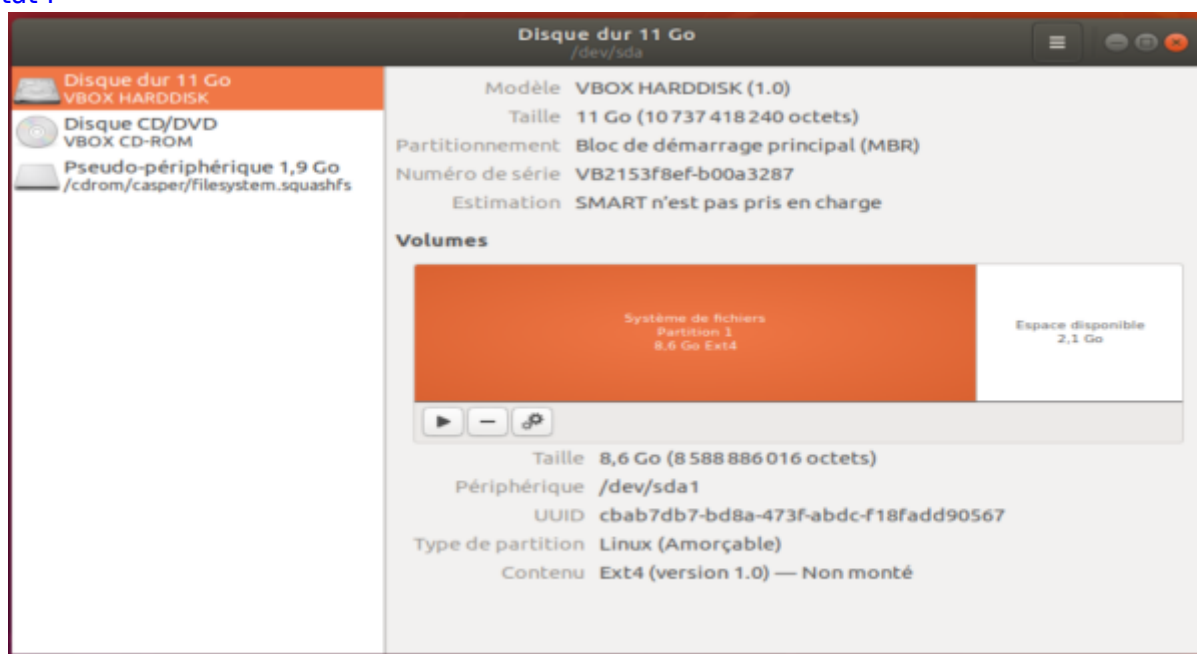 Disque dur 11 Go
/dev/sda
Disque dur 11 Go
VBOX HARDDISK
Disque CD/DVD
VBOX CD-ROM
Pseudo-périphérique 1,9 Go
/cdrom/casper/filesystem.squashfs
Modèle VBOX HARDDISK (1.0)
Taille 11 Go (10 737 418 240 octets)
Partitionnement Bloc de démarrage principal (MBR)
Numéro de série VB2153f8ef-b00a3287
Estimation SMART n'est pas pris en charge
Volumes
Système de fichiers
Partition 1
8,6 Go Ext4
Espace disponible
2,1 Go
Taille 8,6 Go (8 588 886 016 octets)
Périphérique /dev/sda1
UUID cbab7db7-bd8a-473f-abdc-f18fadd90567
Type de partition Linux (Amorçable)
Contenu Ext4 (version 1.0) — Non monté